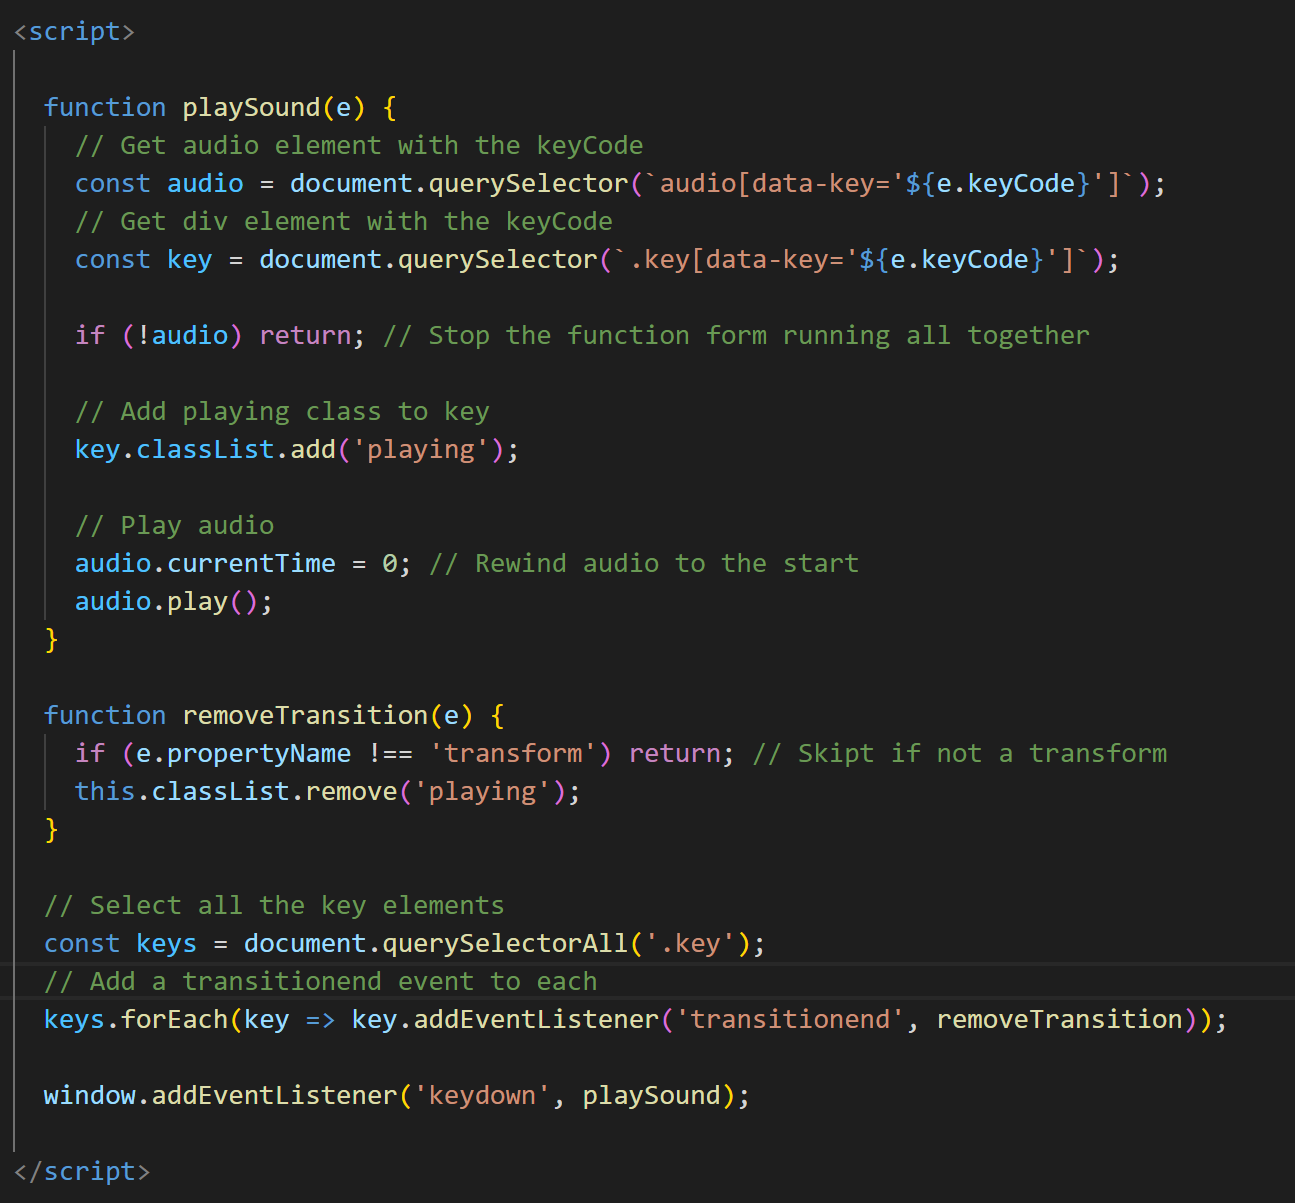 <script>
function playSound(e) {
// Get audio element with the keyCode
const audio = document.querySelector(`audio[data-key='${e.keyCode}']`);
// Get div element with the keyCode
const key = document.querySelector(`.key[data-key='${e.keyCode}']`);
if (!audio) return; // Stop the function form running all together
// Add playing class to key
key.classList.add('playing');
// Play audio
audio.currentTime = 0; // Rewind audio to the start
audio.play();
}
function removeTransition(e) {
if (e.propertyName !== 'transform') return; // Skipt if not a transform
this.classList.remove('playing');
}
// Select all the key elements
const keys = document.querySelectorAll('.key');
// Add a transitionend event to each
keys.forEach(key => key.addEventListener('transitionend', removeTransition));
window.addEventListener('keydown', playSound);
</script>